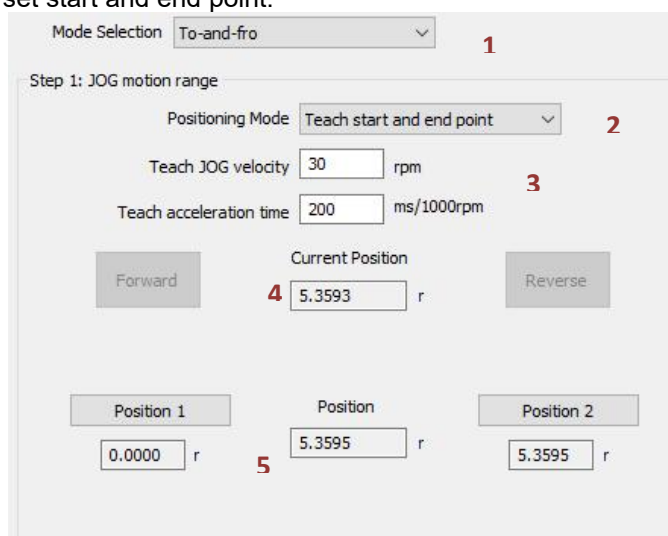 set start and end point.
Mode Selection To-and-fro 1
Step 1: JOG motion range
Positioning Mode Teach start and end point 2
Teach JOG velocity 30 rpm 3
Teach acceleration time 200 ms/1000rpm
Current Position
Forward 4 5.3593 r Reverse
Position 1 Position Position 2
0.0000 r 5 5.3595 r 5.3595 r